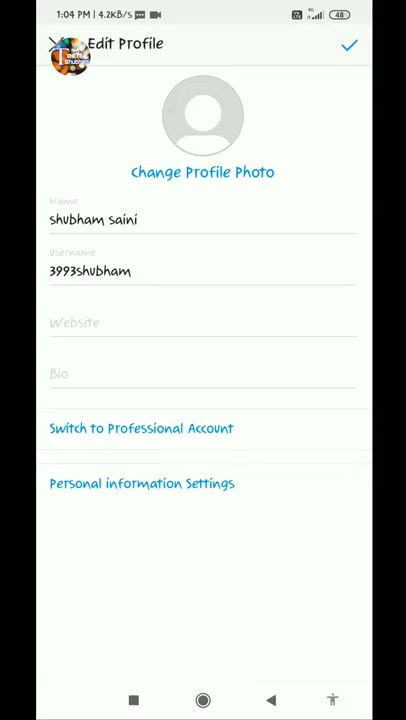 1:04 PM | 4.2KB/s
4G
48
Edit Profile
Change Profile Photo
Name
shubham saini
Username
3993shubham
Website
Bio
Switch to Professional Account
Personal information Settings